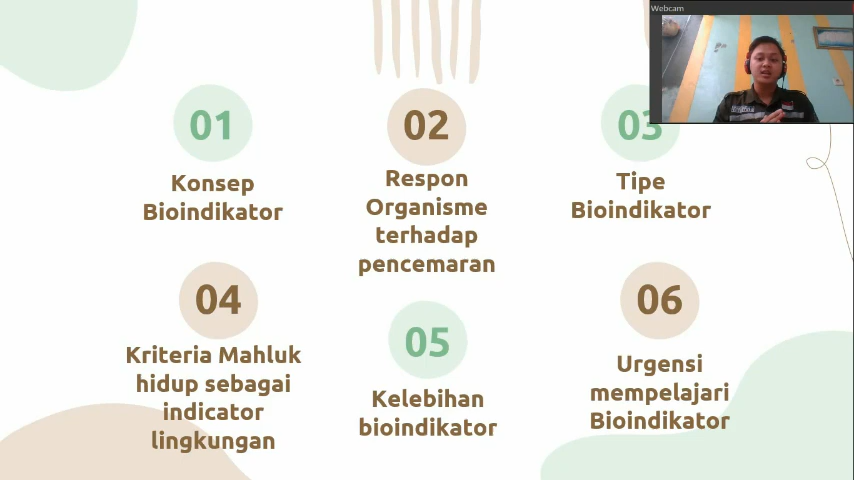 Webcam
01
Konsep
Bioindikator
02
Respon
Organisme
terhadap
pencemaran
03
Tipe
Bioindikator
04
Kriteria Mahluk
hidup sebagai
indicator
lingkungan
05
Kelebihan
bioindikator
06
Urgensi
mempelajari
Bioindikator